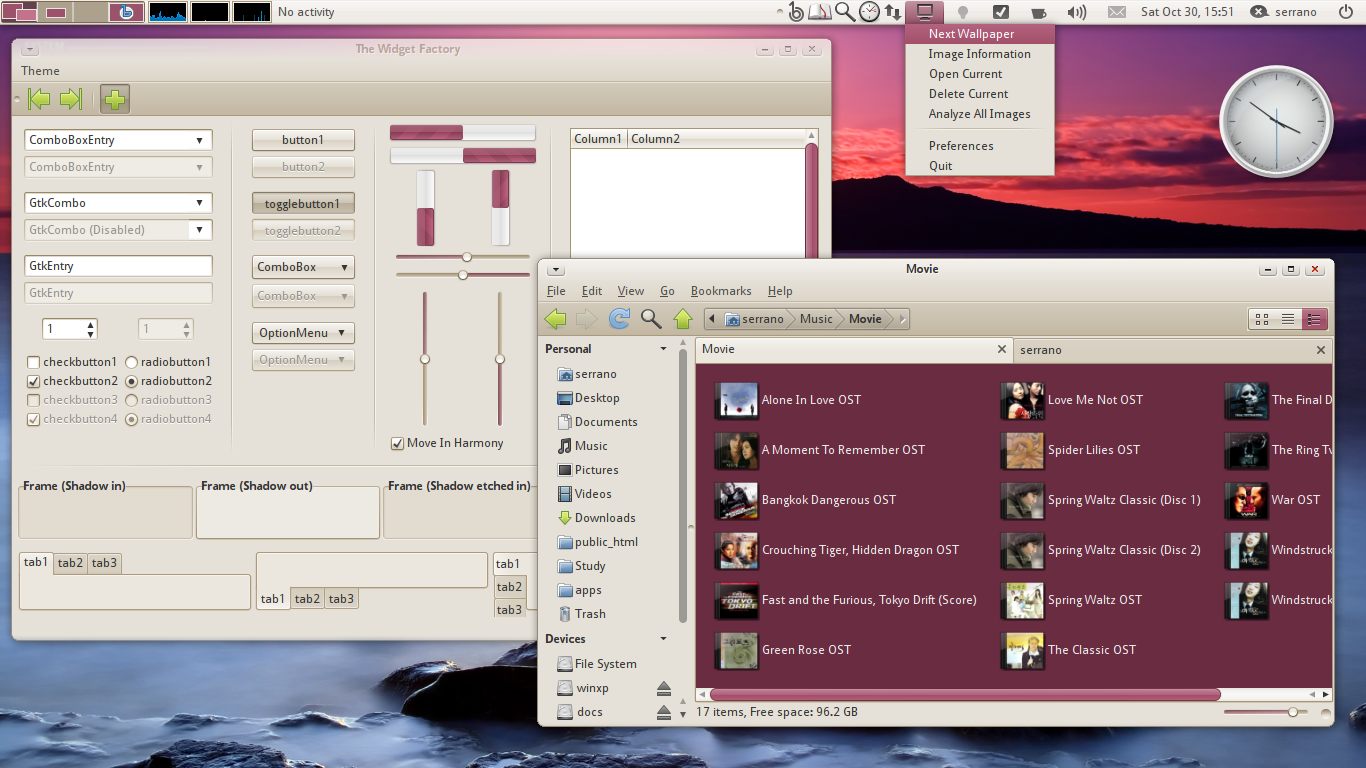 No activity
Sat Oct 30, 15:51
serrano
Next Wallpaper
Image Information
Open Current
Delete Current
Analyze All Images
Preferences
Quit
The Widget Factory
Theme
ComboBoxEntry
ComboBoxEntry
GtkCombo
GtkCombo (Disabled)
GtkEntry
GtkEntry
1
1
checkbutton1
radiobutton1
checkbutton2
radiobutton2
checkbutton3
radiobutton3
checkbutton4
radiobutton4
button1
button2
togglebutton1
togglebutton2
ComboBox
ComboBox
OptionMenu
OptionMenu
Move In Harmony
Column1
Column2
Frame (Shadow in)
Frame (Shadow out)
Frame (Shadow etched in)
tab1
tab2
tab3
tab1
tab2
tab3
tab1
tab2
tab3
Movie
File
Edit
View
Go
Bookmarks
Help
serrano
Music
Movie
Personal
serrano
Desktop
Documents
Music
Pictures
Videos
Downloads
public_html
Study
apps
Trash
Devices
File System
winxp
docs
Movie
serrano
Alone In Love OST
A Moment To Remember OST
Bangkok Dangerous OST
Crouching Tiger, Hidden Dragon OST
Fast and the Furious, Tokyo Drift (Score)
Green Rose OST
Love Me Not OST
Spider Lilies OST
Spring Waltz Classic (Disc 1)
Spring Waltz Classic (Disc 2)
Spring Waltz OST
The Classic OST
The Final D
The Ring Tw
War OST
Windstruck
Windstruck
17 items, Free space: 96.2 GB